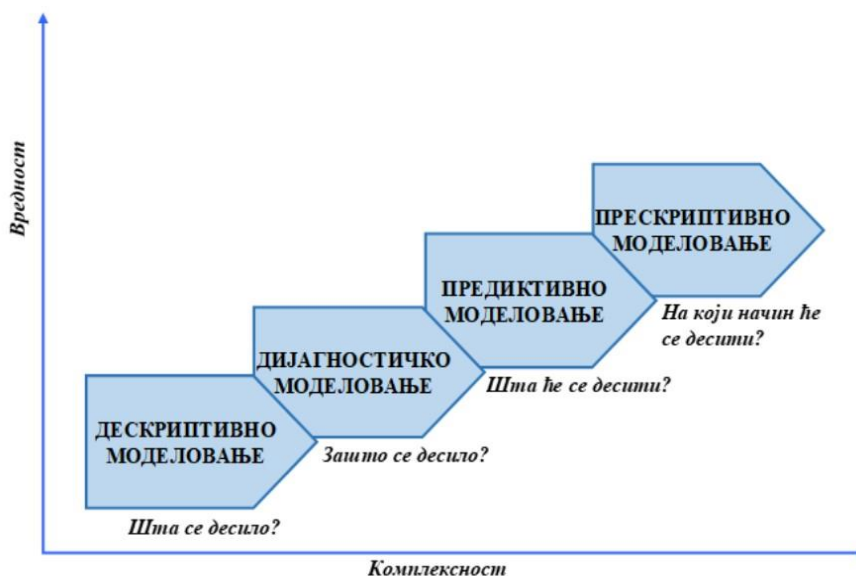 Вредност
ПРЕСКРИПТИВНО
МОДЕЛОВАЊЕ
На који начин ће
се десити?
ПРЕДИКТИВНО
МОДЕЛОВАЊЕ
Шта ће се десити?
ДИЈАГНОСТИЧКО
МОДЕЛОВАЊЕ
Зашто се десило?
ДЕСКРИПТИВНО
МОДЕЛОВАЊЕ
Шта се десило?
Комплексност